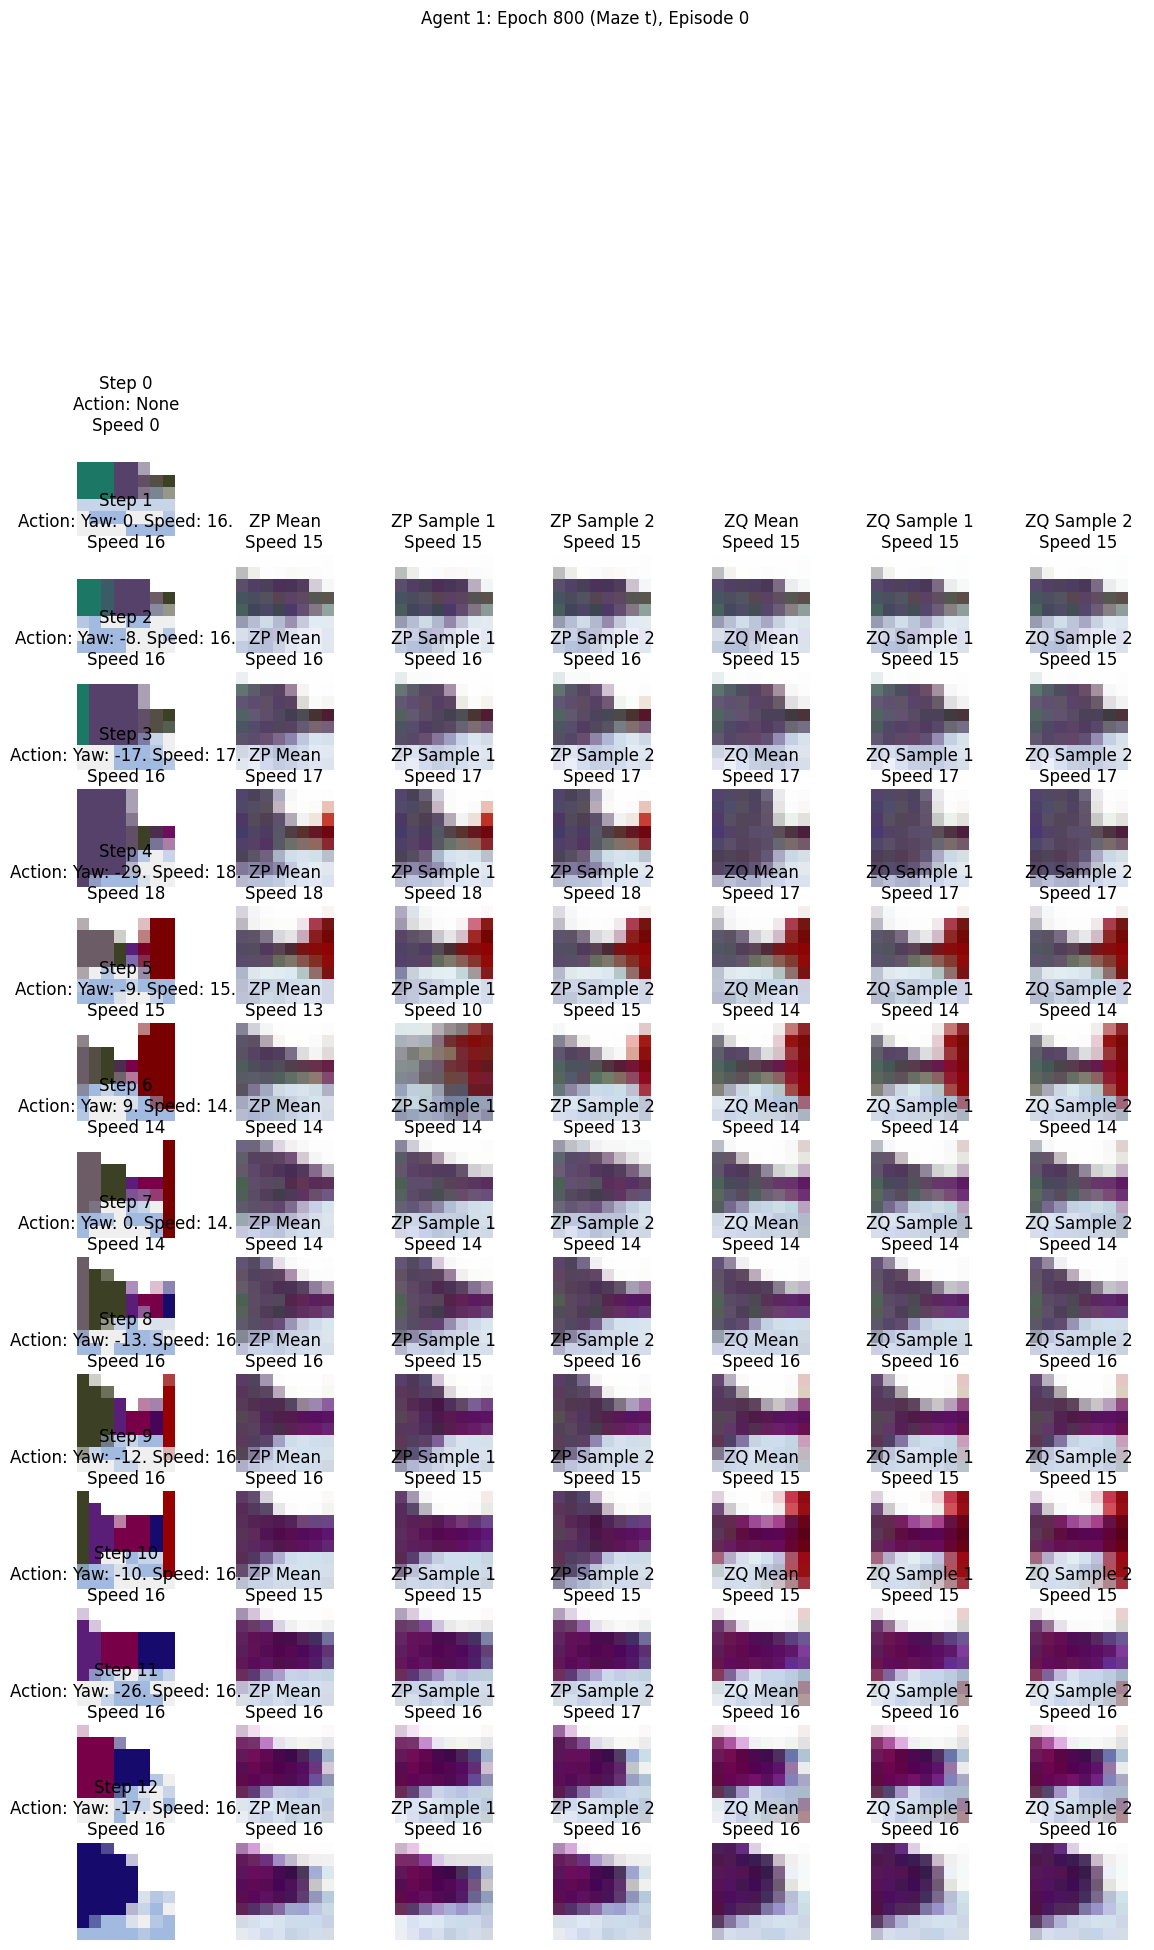 Agent 1: Epoch 800 (Maze t), Episode 0
Step 0
Action: None
Speed 0
Step 1
Action: Yaw: 0. Speed: 16.
Speed 16
ZP Mean
Speed 15
ZP Sample 1
Speed 15
ZP Sample 2
Speed 15
ZQ Mean
Speed 15
ZQ Sample 1
Speed 15
ZQ Sample 2
Speed 15
Step 2
Action: Yaw: -8. Speed: 16.
Speed 16
ZP Mean
Speed 16
ZP Sample 1
Speed 16
ZP Sample 2
Speed 16
ZQ Mean
Speed 15
ZQ Sample 1
Speed 15
ZQ Sample 2
Speed 15
Step 3
Action: Yaw: -17. Speed: 17.
Speed 16
ZP Mean
Speed 17
ZP Sample 1
Speed 17
ZP Sample 2
Speed 17
ZQ Mean
Speed 17
ZQ Sample 1
Speed 17
ZQ Sample 2
Speed 17
Step 4
Action: Yaw: -29. Speed: 18.
Speed 18
ZP Mean
Speed 18
ZP Sample 1
Speed 18
ZP Sample 2
Speed 18
ZQ Mean
Speed 17
ZQ Sample 1
Speed 17
ZQ Sample 2
Speed 17
Step 5
Action: Yaw: -9. Speed: 15.
Speed 15
ZP Mean
Speed 13
ZP Sample 1
Speed 10
ZP Sample 2
Speed 15
ZQ Mean
Speed 14
ZQ Sample 1
Speed 14
ZQ Sample 2
Speed 14
Step 6
Action: Yaw: 9. Speed: 14.
Speed 14
ZP Mean
Speed 14
ZP Sample 1
Speed 14
ZP Sample 2
Speed 13
ZQ Mean
Speed 14
ZQ Sample 1
Speed 14
ZQ Sample 2
Speed 14
Step 7
Action: Yaw: 0. Speed: 14.
Speed 14
ZP Mean
Speed 14
ZP Sample 1
Speed 14
ZP Sample 2
Speed 14
ZQ Mean
Speed 14
ZQ Sample 1
Speed 14
ZQ Sample 2
Speed 14
Step 8
Action: Yaw: -13. Speed: 16.
Speed 16
ZP Mean
Speed 16
ZP Sample 1
Speed 15
ZP Sample 2
Speed 16
ZQ Mean
Speed 16
ZQ Sample 1
Speed 16
ZQ Sample 2
Speed 16
Step 9
Action: Yaw: -12. Speed: 16.
Speed 16
ZP Mean
Speed 16
ZP Sample 1
Speed 15
ZP Sample 2
Speed 15
ZQ Mean
Speed 15
ZQ Sample 1
Speed 15
ZQ Sample 2
Speed 15
Step 10
Action: Yaw: -10. Speed: 16.
Speed 16
ZP Mean
Speed 15
ZP Sample 1
Speed 15
ZP Sample 2
Speed 15
ZQ Mean
Speed 15
ZQ Sample 1
Speed 15
ZQ Sample 2
Speed 15
Step 11
Action: Yaw: -26. Speed: 16.
Speed 16
ZP Mean
Speed 16
ZP Sample 1
Speed 16
ZP Sample 2
Speed 17
ZQ Mean
Speed 16
ZQ Sample 1
Speed 16
ZQ Sample 2
Speed 16
Step 12
Action: Yaw: -17. Speed: 16.
Speed 16
ZP Mean
Speed 16
ZP Sample 1
Speed 16
ZP Sample 2
Speed 16
ZQ Mean
Speed 16
ZQ Sample 1
Speed 16
ZQ Sample 2
Speed 16